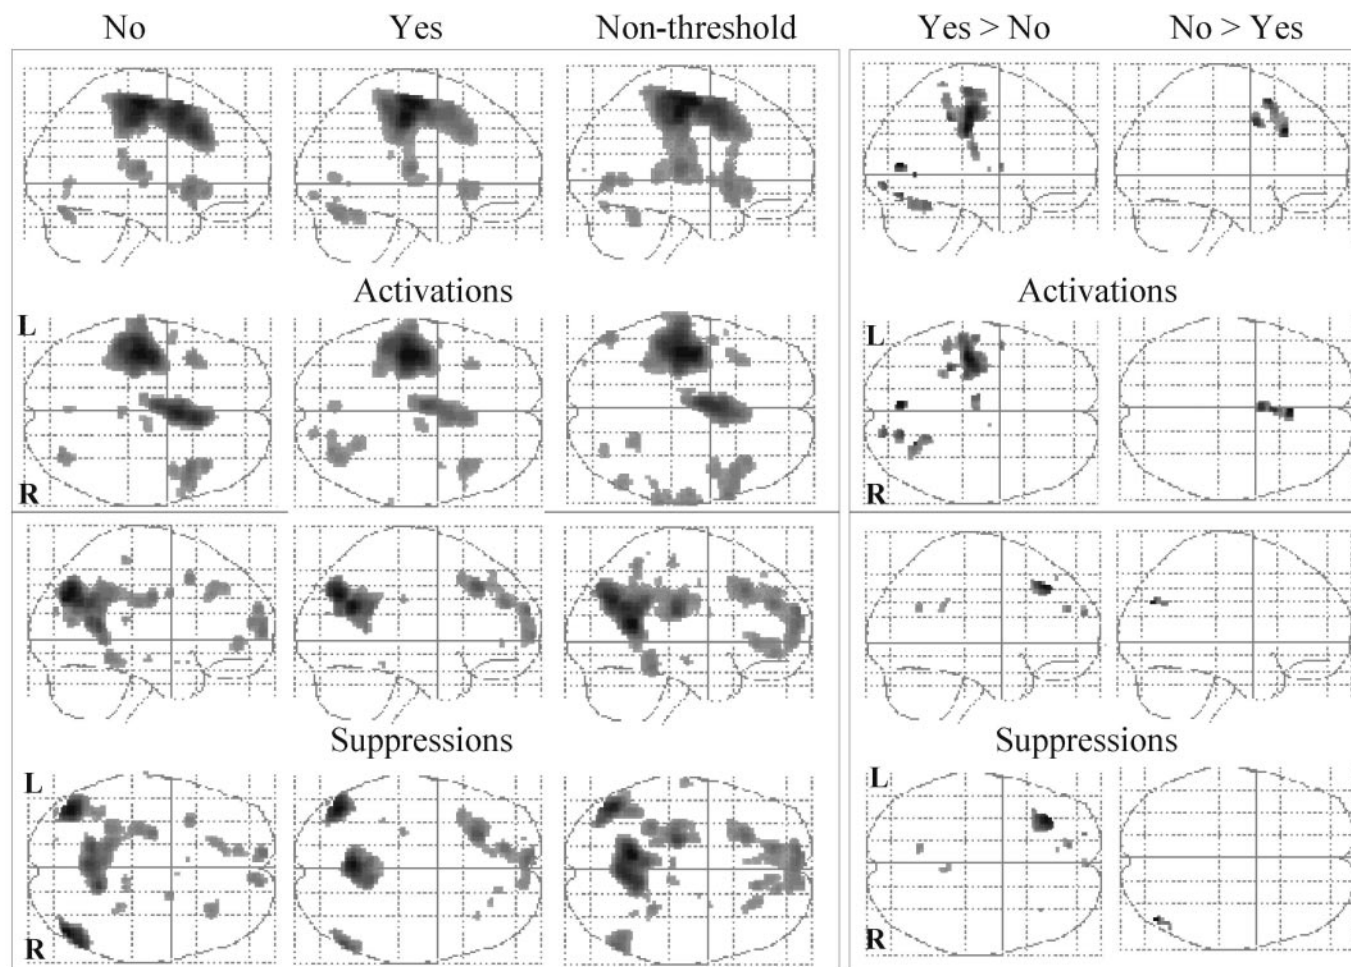 No Yes Non-threshold Yes > No No > Yes
Activations Activations
L L
R R
Suppressions Suppressions
L L
R R